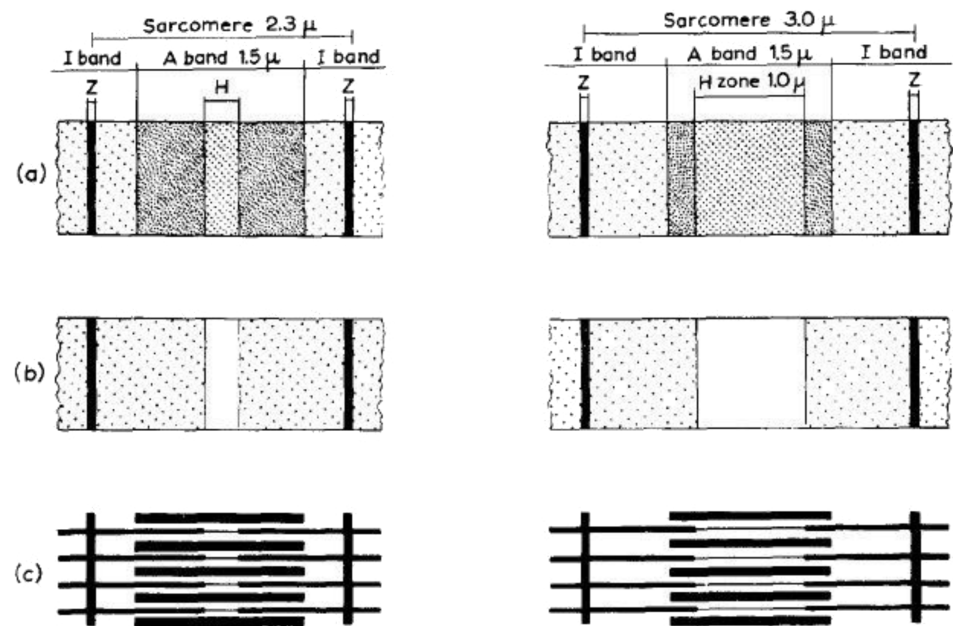 Sarcomere 2.3 μ
I band A band 1.5 μ I band
Z H Z
Sarcomere 3.0 μ
I band A band 1.5 μ I band
Z H zone 1.0 μ Z
(a)
(b)
(c)